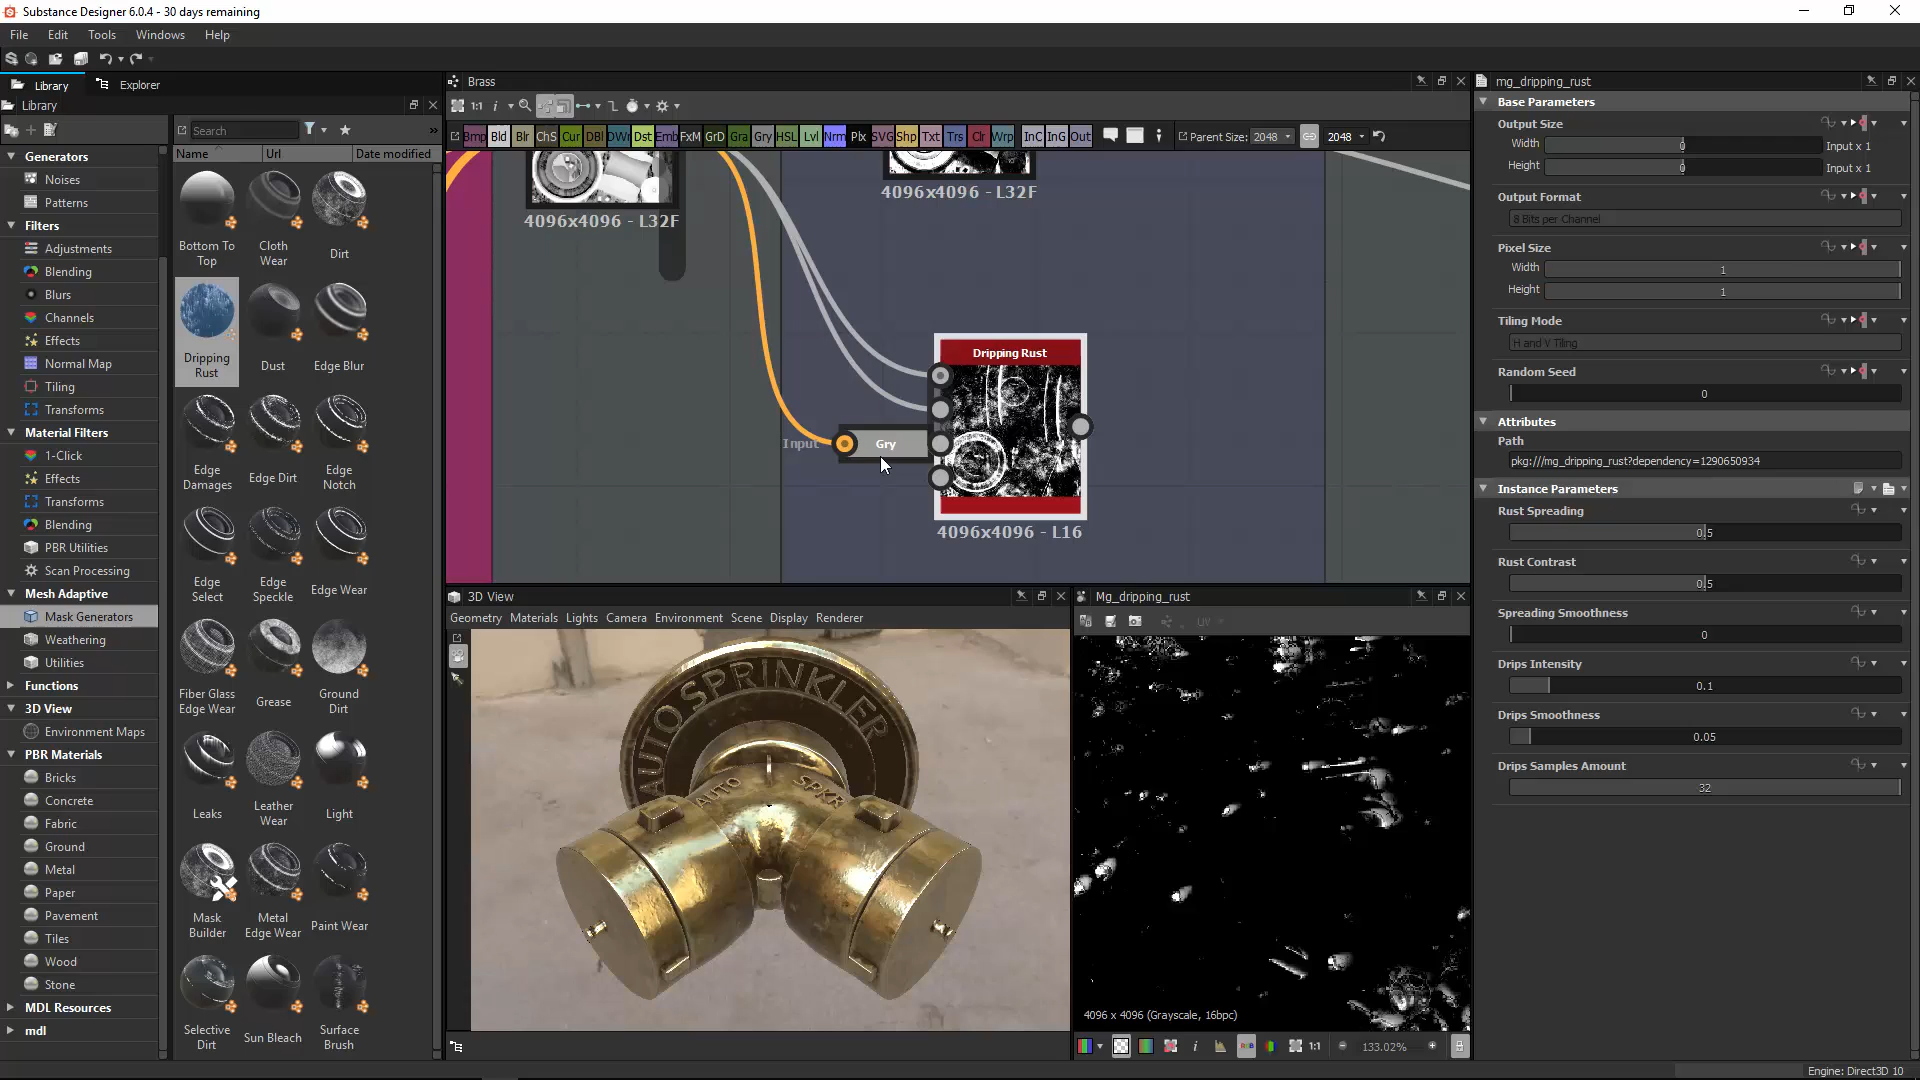 Substance Designer 6.0.4 - 30 days remaining
File Edit Tools Windows Help
Library Explorer
Library
Search
Name Url Date modified
Generators
Noises
Patterns
Filters
Adjustments
Blending
Blurs
Channels
Effects
Normal Map
Tiling
Transforms
Material Filters
1-Click
Effects
Transforms
Blending
PBR Utilities
Scan Processing
Mesh Adaptive
Mask Generators
Weathering
Utilities
Functions
3D View
Environment Maps
PBR Materials
Bricks
Concrete
Fabric
Ground
Metal
Paper
Pavement
Tiles
Wood
Stone
MDL Resources
mdl
Bottom To Top
Cloth Wear
Dirt
Dripping Rust
Dust
Edge Blur
Edge Damages
Edge Dirt
Edge Notch
Edge Select
Edge Speckle
Edge Wear
Fiber Glass Edge Wear
Grease
Ground Dirt
Leaks
Leather Wear
Light
Mask Builder
Metal Edge Wear
Paint Wear
Selective Dirt
Sun Bleach
Surface Brush
Brass
1:1
Bmp Bld Blr ChS Cur DBl DWr Dst Emb FxM GrD Gra Gry HSL Lvl Nrm Plx SVG Shp Txt Trs Clr Wrp InC InG Out
Parent Size: 2048 2048
4096x4096 - L32F
4096x4096 - L32F
Dripping Rust
Input Gry
4096x4096 - L16
3D View
Geometry Materials Lights Camera Environment Scene Display Renderer
AUTO SPRINKLER
AUTO SPKR
Mg_dripping_rust
UV
4096 x 4096 (Grayscale, 16bpc)
1:1 133.02%
mg_dripping_rust
Base Parameters
Output Size
Width 0 Input x 1
Height 0 Input x 1
Output Format
8 Bits per Channel
Pixel Size
Width 1
Height 1
Tiling Mode
H and V Tiling
Random Seed
0
Attributes
Path
pkg:///mg_dripping_rust?dependency=1290650934
Instance Parameters
Rust Spreading
0.5
Rust Contrast
0.5
Spreading Smoothness
0
Drips Intensity
0.1
Drips Smoothness
0.05
Drips Samples Amount
32
Engine: Direct3D 10